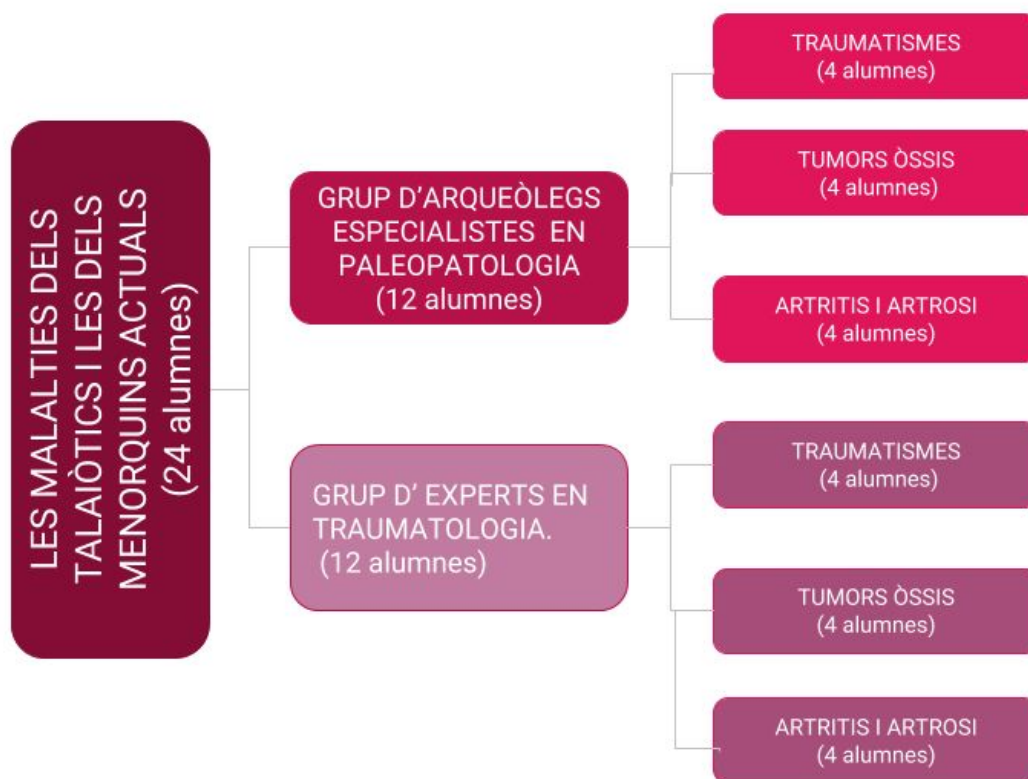 LES MALALTIES DELS
TALAIÒTICS I LES DELS
MENORQUINS ACTUALS
(24 alumnes)
GRUP D’ARQUEÒLEGS
ESPECIALISTES EN
PALEOPATOLOGIA
(12 alumnes)
TRAUMATISMES
(4 alumnes)
TUMORS ÒSSIS
(4 alumnes)
ARTRITIS I ARTROSI
(4 alumnes)
GRUP D’ EXPERTS EN
TRAUMATOLOGIA.
(12 alumnes)
TRAUMATISMES
(4 alumnes)
TUMORS ÒSSIS
(4 alumnes)
ARTRITIS I ARTROSI
(4 alumnes)